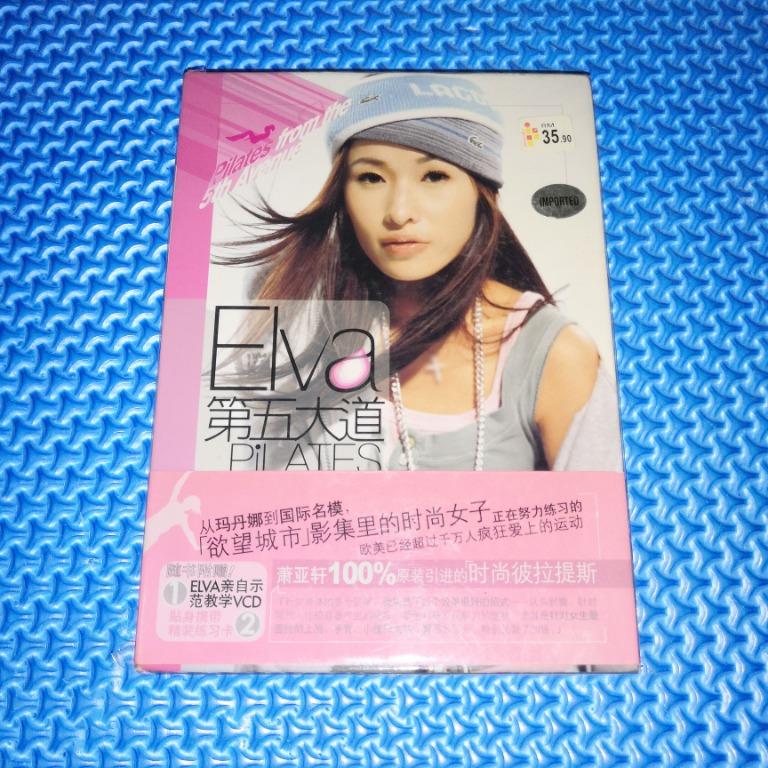 Pilates from the
5th Avenue
LACO
RM
35.90
IMPORTED
Elva
第五大道
PiLATES
从玛丹娜到国际名模，
「欲望城市」影集里的时尚女子正在努力练习的
欧美已经超过千万人疯狂爱上的运动
随书附赠!
1 ELVA亲自示
范教学VCD
贴身携带
精装练习卡 2
萧亚轩100%原装引进的时尚彼拉提斯